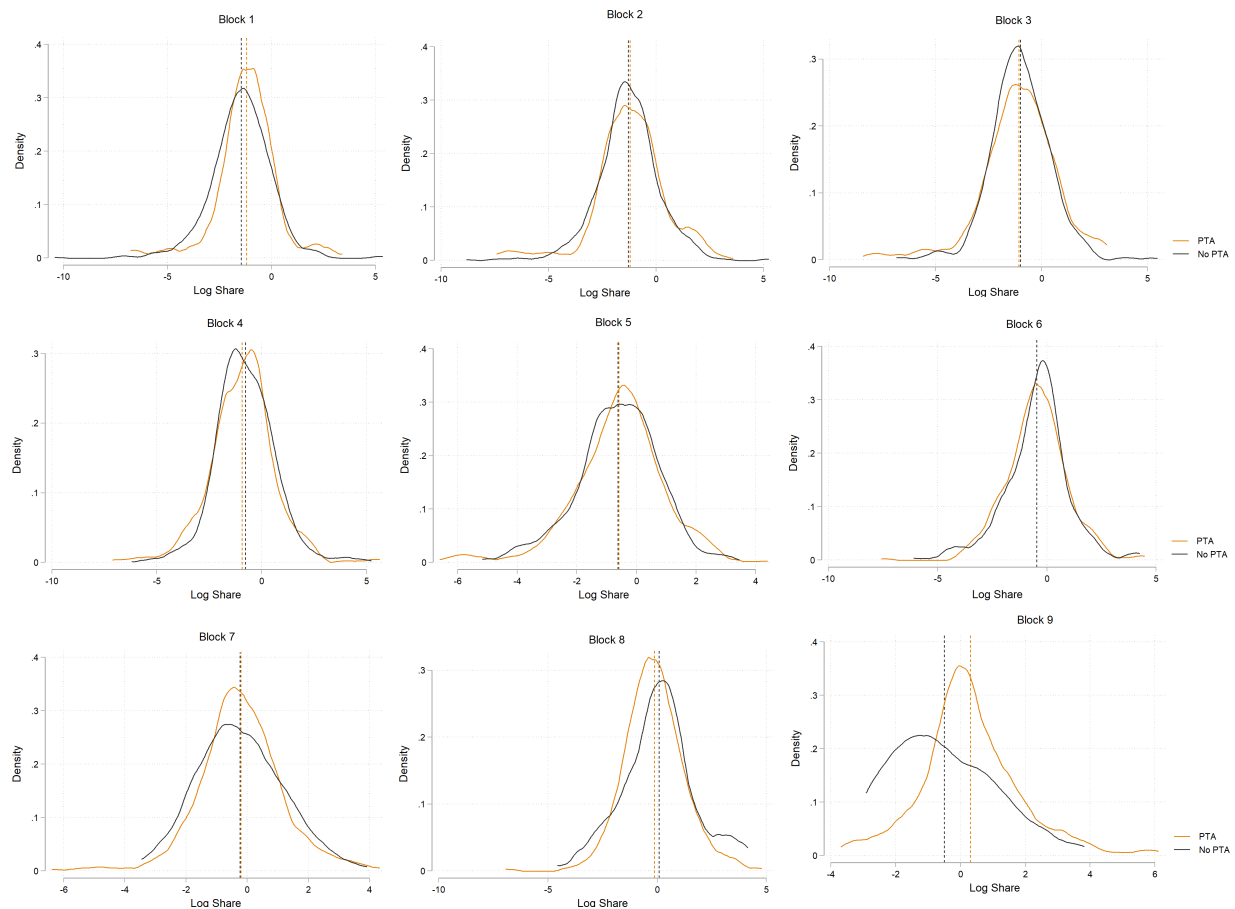 Block 1
.4
.3
.2
.1
0
Density
-10 -5 0 5
Log Share
Block 2
.4
.3
.2
.1
0
Density
-10 -5 0 5
Log Share
Block 3
.3
.2
.1
0
Density
-10 -5 0 5
Log Share
PTA
No PTA
Block 4
.3
.2
.1
0
Density
-10 -5 0 5
Log Share
Block 5
.4
.3
.2
.1
0
Density
-6 -4 -2 0 2 4
Log Share
Block 6
.4
.3
.2
.1
0
Density
-10 -5 0 5
Log Share
PTA
No PTA
Block 7
.4
.3
.2
.1
0
Density
-6 -4 -2 0 2 4
Log Share
Block 8
.3
.2
.1
0
Density
-10 -5 0 5
Log Share
Block 9
.4
.3
.2
.1
0
Density
-4 -2 0 2 4 6
Log Share
PTA
No PTA